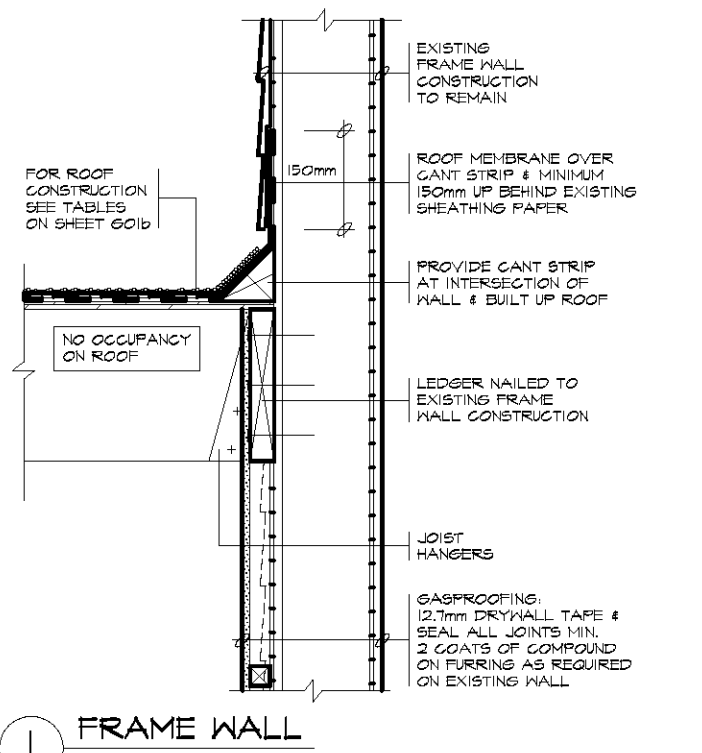 EXISTING
FRAME WALL
CONSTRUCTION
TO REMAIN
150mm
ROOF MEMBRANE OVER
CANT STRIP & MINIMUM
150mm UP BEHIND EXISTING
SHEATHING PAPER
FOR ROOF
CONSTRUCTION
SEE TABLES
ON SHEET G01b
PROVIDE CANT STRIP
AT INTERSECTION OF
WALL & BUILT UP ROOF
NO OCCUPANCY
ON ROOF
LEDGER NAILED TO
EXISTING FRAME
WALL CONSTRUCTION
JOIST
HANGERS
GASPROOFING:
12.7mm DRYWALL TAPE &
SEAL ALL JOINTS MIN.
2 COATS OF COMPOUND
ON FURRING AS REQUIRED
ON EXISTING WALL
1 FRAME WALL